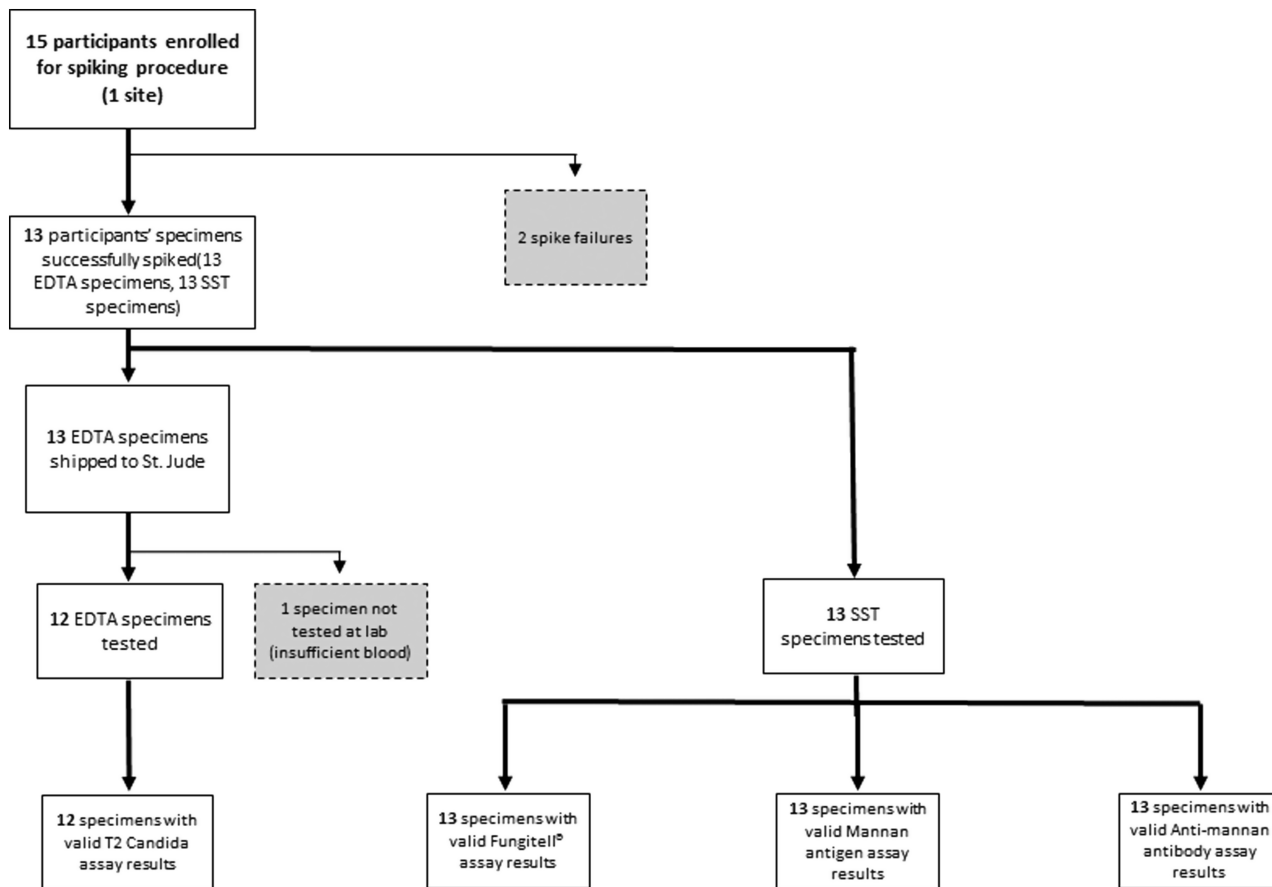 15 participants enrolled
for spiking procedure
(1 site)
2 spike failures
13 participants’ specimens
successfully spiked(13
EDTA specimens, 13 SST
specimens)
13 EDTA specimens
shipped to St. Jude
12 EDTA specimens
tested
1 specimen not
tested at lab
(insufficient blood)
13 SST
specimens tested
12 specimens with
valid T2 Candida
assay results
13 specimens with
valid Fungitell®
assay results
13 specimens with
valid Mannan
antigen assay
results
13 specimens with
valid Anti-mannan
antibody assay
results